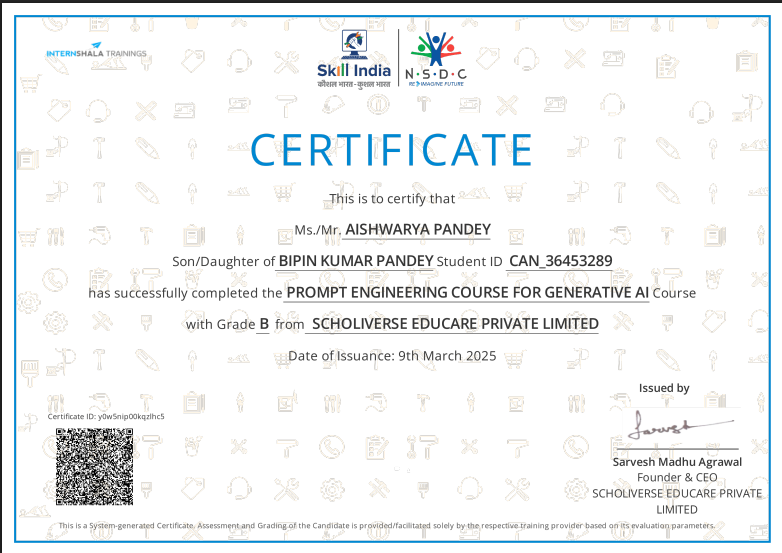 INTERNSHALA TRAININGS
Skill India
कौशल भारत-कुशल भारत
N·S·D·C
RE IMAGINE FUTURE
CERTIFICATE
This is to certify that
Ms./Mr. AISHWARYA PANDEY
Son/Daughter of BIPIN KUMAR PANDEY Student ID CAN_36453289
has successfully completed the PROMPT ENGINEERING COURSE FOR GENERATIVE AI Course
with Grade B from SCHOLIVERSE EDUCARE PRIVATE LIMITED
Date of Issuance: 9th March 2025
Issued by
Certificate ID: y0w5nip00kqzlhc5
Sarvesh
Sarvesh Madhu Agrawal
Founder & CEO
SCHOLIVERSE EDUCARE PRIVATE
LIMITED
This is a System-generated Certificate. Assessment and Grading of the Candidate is provided/facilitated solely by the respective training provider based on its evaluation parameters.